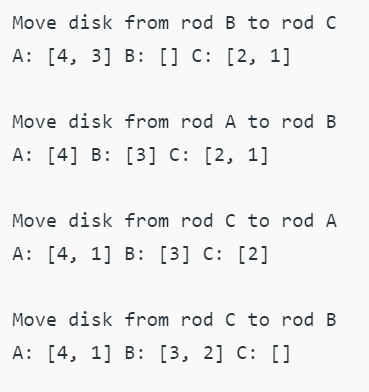 Move disk from rod B to rod C
A: [4, 3] B: [] C: [2, 1]
Move disk from rod A to rod B
A: [4] B: [3] C: [2, 1]
Move disk from rod C to rod A
A: [4, 1] B: [3] C: [2]
Move disk from rod C to rod B
A: [4, 1] B: [3, 2] C: []